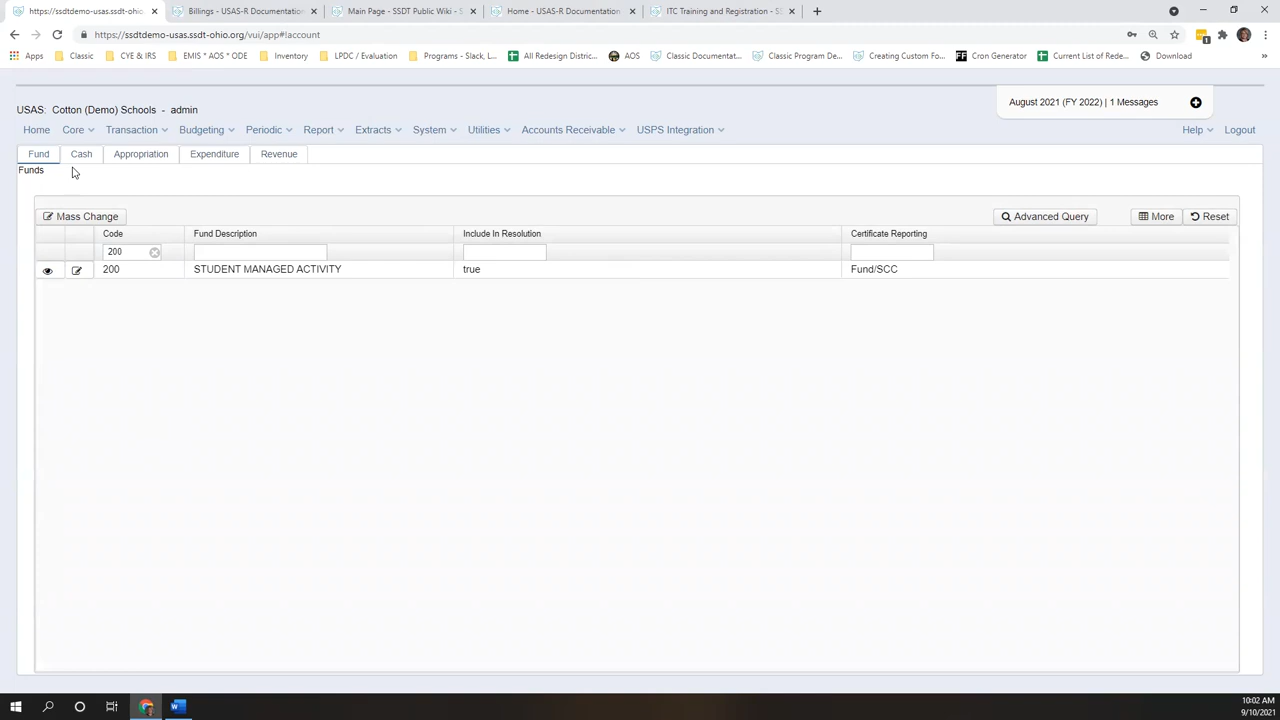 https://ssdtdemo-usas.ssdt-ohio.
Billings - USAS-R Documentation
Main Page - SSDT Public Wiki - S
Home - USAS-R Documentation
ITC Training and Registration - S
https://ssdtdemo-usas.ssdt-ohio.org/vui/app#!account
1
Apps
Classic
CYE & IRS
EMIS * AOS * ODE
Inventory
LPDC / Evaluation
Programs - Slack, L...
All Redesign Distric...
AOS
Classic Documentat...
Classic Program De...
Creating Custom Fo...
FF Cron Generator
Current List of Rede...
Download
»
USAS: Cotton (Demo) Schools - admin
August 2021 (FY 2022) | 1 Messages
Home
Core
Transaction
Budgeting
Periodic
Report
Extracts
System
Utilities
Accounts Receivable
USPS Integration
Help
Logout
Fund
Cash
Appropriation
Expenditure
Revenue
Funds
Mass Change
Advanced Query
More
Reset
Code
Fund Description
Include In Resolution
Certificate Reporting
200
200
STUDENT MANAGED ACTIVITY
true
Fund/SCC
10:02 AM
9/10/2021